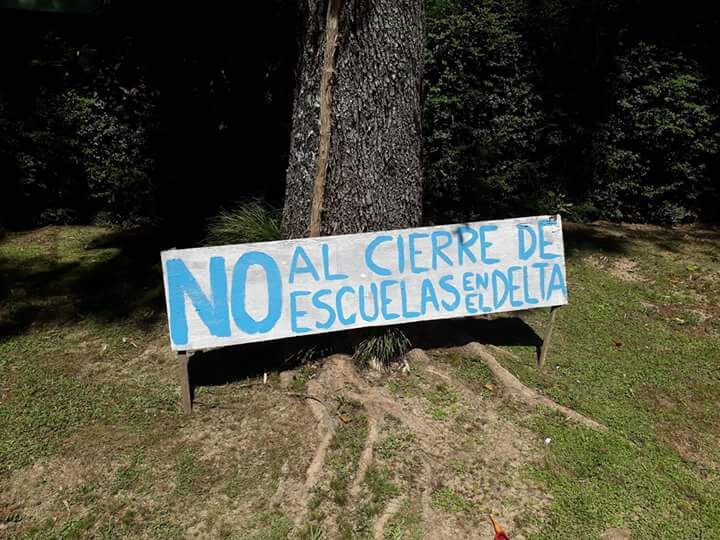 NO AL CIERRE DE
ESCUELAS EN EL DELTA